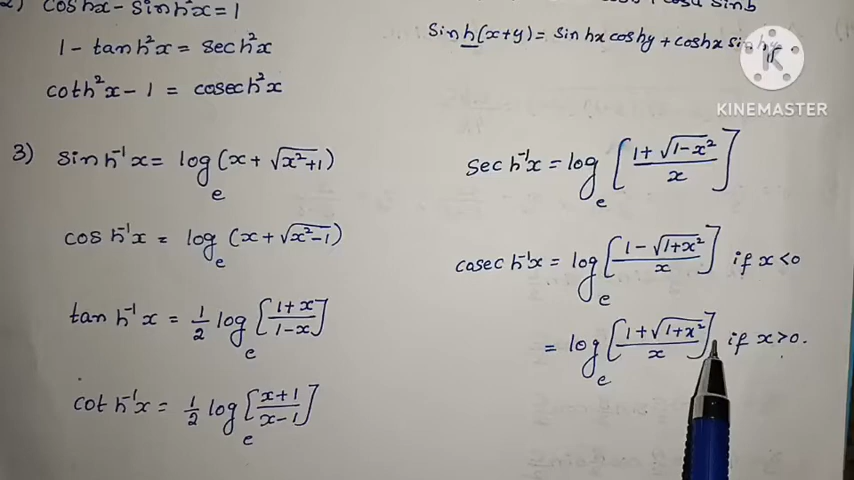 2) coshx - sinh²x = 1
sinb
1 - tanh²x = sech²x
sinh(x+y) = sinhx coshy + coshx sinhy
coth²x - 1 = cosech²x
KINEMASTER
3) sinh⁻¹x = logₑ(x + √(x²+1))
cosh⁻¹x = logₑ(x + √(x²-1))
tanh⁻¹x = 1/2 logₑ[(1+x)/(1-x)]
coth⁻¹x = 1/2 logₑ[(x+1)/(x-1)]
sech⁻¹x = logₑ[(1+√(1-x²))/x]
cosech⁻¹x = logₑ[(1-√(1+x²))/x] if x<0
= logₑ[(1+√(1+x²))/x] if x>0.